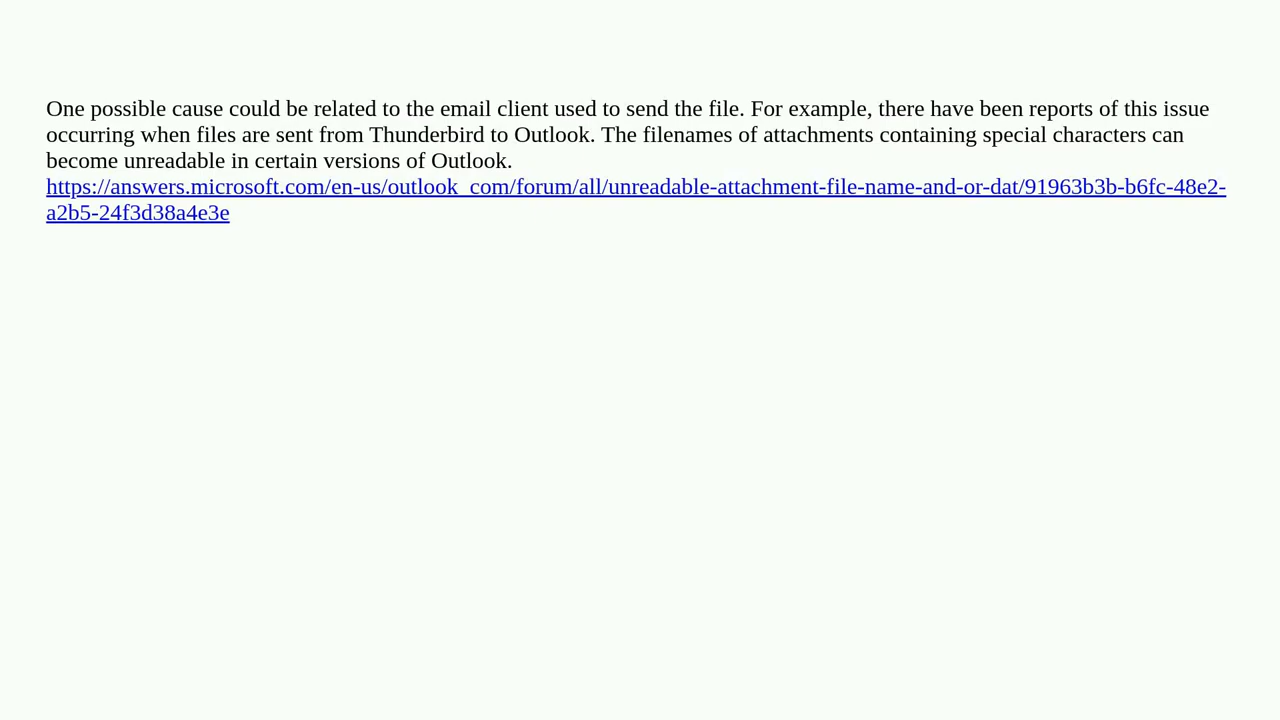 One possible cause could be related to the email client used to send the file. For example, there have been reports of this issue
occurring when files are sent from Thunderbird to Outlook. The filenames of attachments containing special characters can
become unreadable in certain versions of Outlook.
https://answers.microsoft.com/en-us/outlook_com/forum/all/unreadable-attachment-file-name-and-or-dat/91963b3b-b6fc-48e2-
a2b5-24f3d38a4e3e